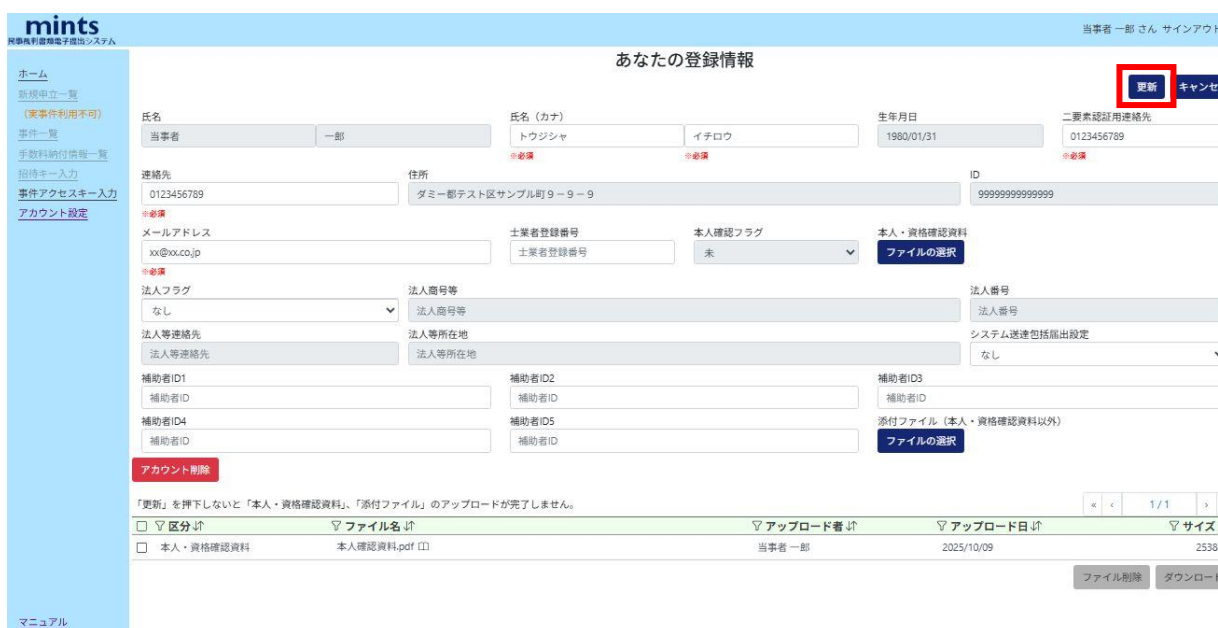 mints
民事裁判書類電子提出システム
当事者 一郎 さん サインアウト
ホーム
新規申立一覧
（実事件利用不可）
事件一覧
手数料納付情報一覧
招待キー入力
事件アクセスキー入力
アカウント設定
マニュアル
あなたの登録情報
更新 キャンセ
氏名 氏名（カナ） 生年月日 二要素認証用連絡先
当事者 一郎 トウジシャ イチロウ 1980/01/31 0123456789
※必須 ※必須 ※必須
連絡先 住所 ID
0123456789 ダミー都テスト区サンプル町９－９－９ 99999999999999
※必須
メールアドレス 士業者登録番号 本人確認フラグ 本人・資格確認資料
xx@xx.co.jp 士業者登録番号 未 ファイルの選択
※必須
法人フラグ 法人商号等 法人番号
なし 法人商号等 法人番号
法人等連絡先 法人等所在地 システム送達包括届出設定
法人等連絡先 法人等所在地 なし
補助者ID1 補助者ID2 補助者ID3
補助者ID 補助者ID 補助者ID
補助者ID4 補助者ID5 添付ファイル（本人・資格確認資料以外）
補助者ID 補助者ID ファイルの選択
アカウント削除
「更新」を押下しないと「本人・資格確認資料」、「添付ファイル」のアップロードが完了しません。
« ‹ 1 / 1 ›
区分 ファイル名 アップロード者 アップロード日 サイズ
本人・資格確認資料 本人確認資料.pdf 当事者 一郎 2025/10/09 2538
ファイル削除 ダウンロード